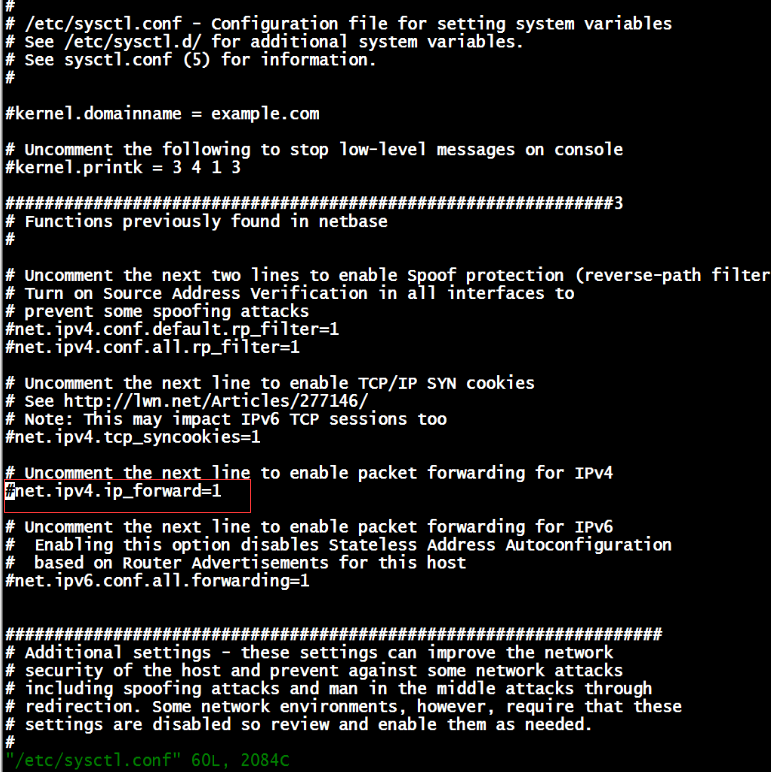 #
# /etc/sysctl.conf - Configuration file for setting system variables
# See /etc/sysctl.d/ for additional system variables.
# See sysctl.conf (5) for information.
#
#kernel.domainname = example.com
# Uncomment the following to stop low-level messages on console
#kernel.printk = 3 4 1 3
##############################################################3
# Functions previously found in netbase
#
# Uncomment the next two lines to enable Spoof protection (reverse-path filter
# Turn on Source Address Verification in all interfaces to
# prevent some spoofing attacks
#net.ipv4.conf.default.rp_filter=1
#net.ipv4.conf.all.rp_filter=1
# Uncomment the next line to enable TCP/IP SYN cookies
# See http://lwn.net/Articles/277146/
# Note: This may impact IPv6 TCP sessions too
#net.ipv4.tcp_syncookies=1
# Uncomment the next line to enable packet forwarding for IPv4
#net.ipv4.ip_forward=1
# Uncomment the next line to enable packet forwarding for IPv6
#  Enabling this option disables Stateless Address Autoconfiguration
#  based on Router Advertisements for this host
#net.ipv6.conf.all.forwarding=1
###################################################################
# Additional settings - these settings can improve the network
# security of the host and prevent against some network attacks
# including spoofing attacks and man in the middle attacks through
# redirection. Some network environments, however, require that these
# settings are disabled so review and enable them as needed.
#
"/etc/sysctl.conf" 60L, 2084C